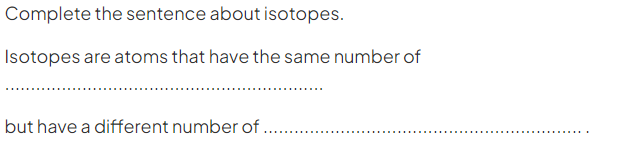 Complete the sentence about isotopes.
Isotopes are atoms that have the same number of
..............................................................
but have a different number of .............................................................. .